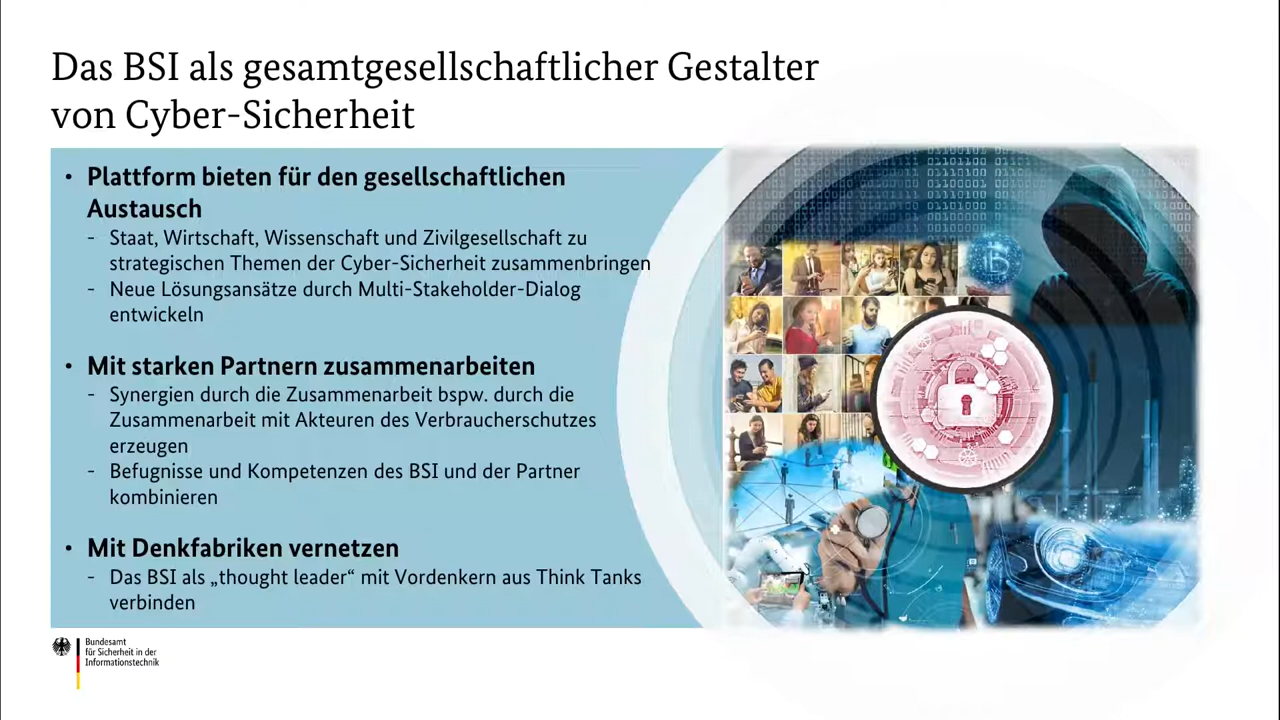 Das BSI als gesamtgesellschaftlicher Gestalter
von Cyber-Sicherheit
• Plattform bieten für den gesellschaftlichen
Austausch
- Staat, Wirtschaft, Wissenschaft und Zivilgesellschaft zu
strategischen Themen der Cyber-Sicherheit zusammenbringen
- Neue Lösungsansätze durch Multi-Stakeholder-Dialog
entwickeln
• Mit starken Partnern zusammenarbeiten
- Synergien durch die Zusammenarbeit bspw. durch die
Zusammenarbeit mit Akteuren des Verbraucherschutzes
erzeugen
- Befugnisse und Kompetenzen des BSI und der Partner
kombinieren
• Mit Denkfabriken vernetzen
- Das BSI als „thought leader“ mit Vordenkern aus Think Tanks
verbinden
Bundesamt
für Sicherheit in der
Informationstechnik